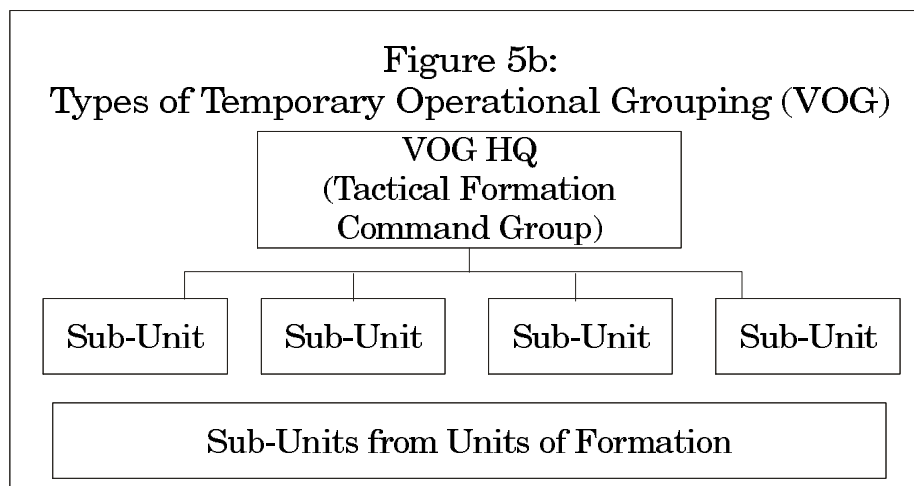 Figure 5b:
Types of Temporary Operational Grouping (VOG)
VOG HQ
(Tactical Formation
Command Group)
Sub-Unit
Sub-Unit
Sub-Unit
Sub-Unit
Sub-Units from Units of Formation